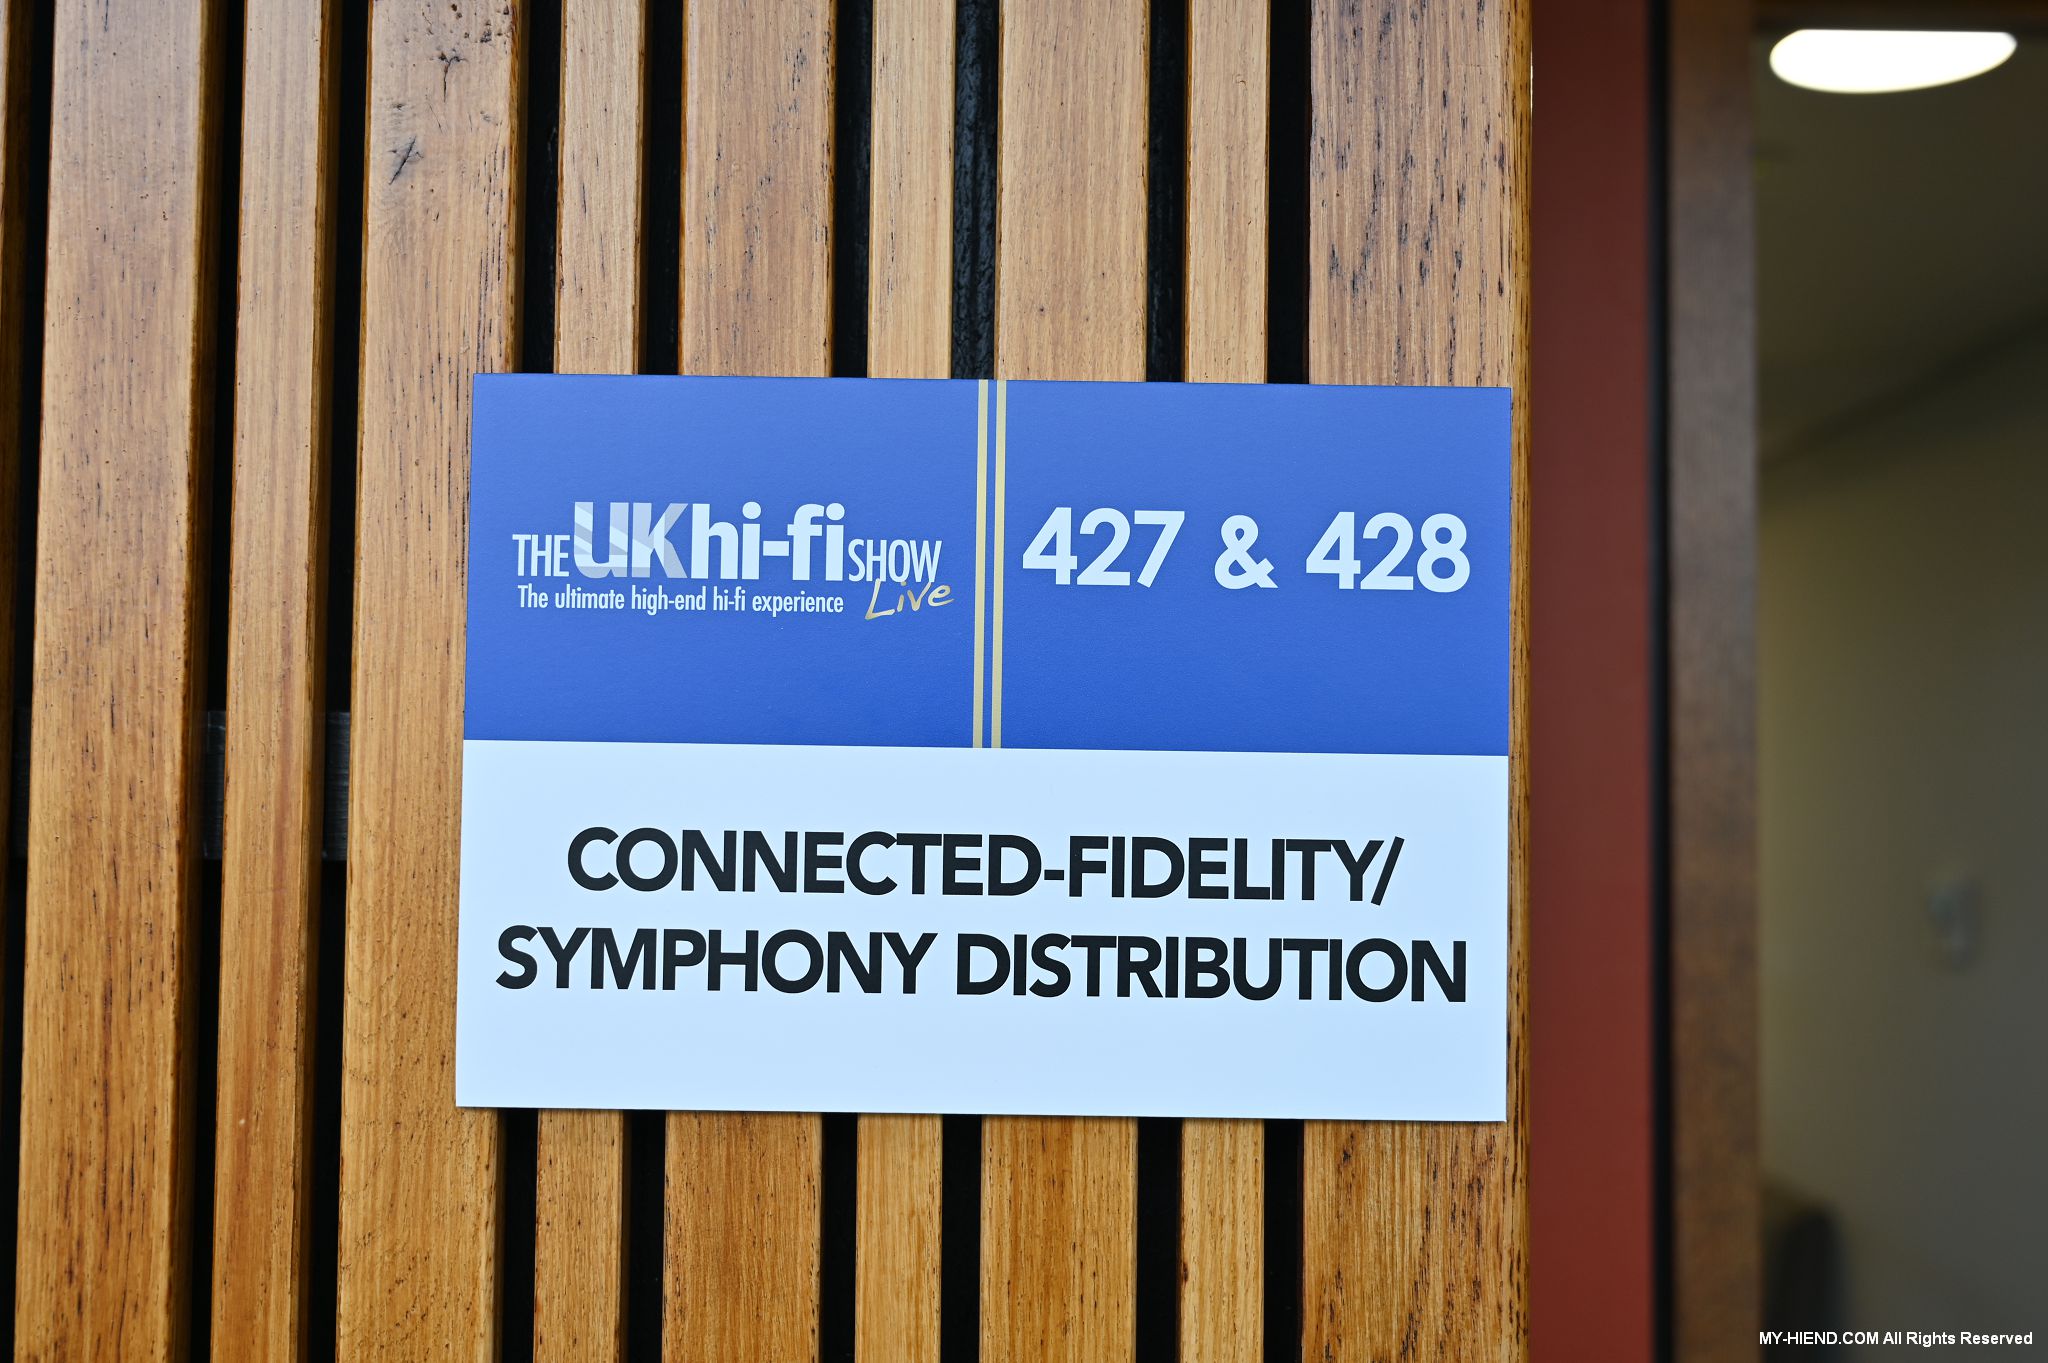 THE UK hi-fi SHOW
The ultimate high-end hi-fi experience Live
427 & 428
CONNECTED-FIDELITY/
SYMPHONY DISTRIBUTION
MY-HIEND.COM All Rights Reserved